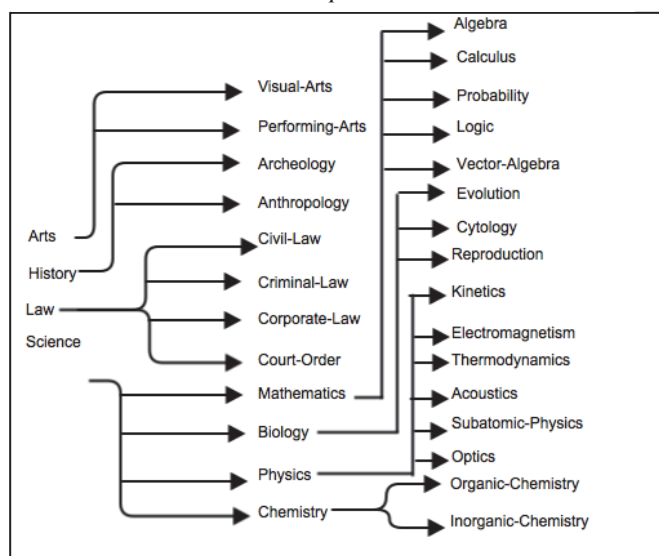 Arts
History
Law
Science
Visual-Arts
Performing-Arts
Archeology
Anthropology
Civil-Law
Criminal-Law
Corporate-Law
Court-Order
Mathematics
Biology
Physics
Chemistry
Algebra
Calculus
Probability
Logic
Vector-Algebra
Evolution
Cytology
Reproduction
Kinetics
Electromagnetism
Thermodynamics
Acoustics
Subatomic-Physics
Optics
Organic-Chemistry
Inorganic-Chemistry